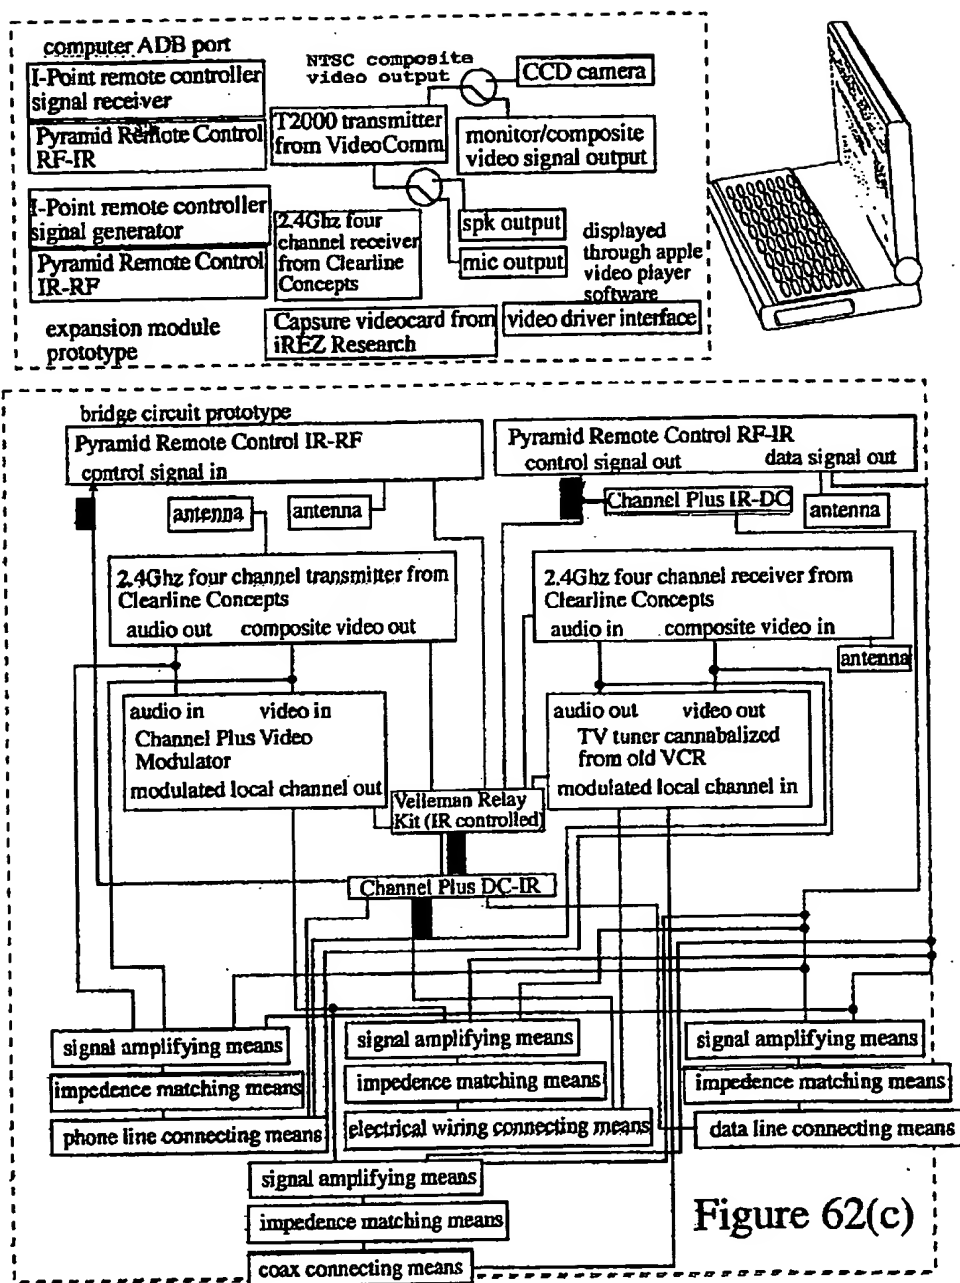 computer ADB port
I-Point remote controller
signal receiver
Pyramid Remote Control
RF-IR
I-Point remote controller
signal generator
Pyramid Remote Control
IR-RF
expansion module
prototype
NTSC composite
video output
CCD camera
T2000 transmitter
from VideoComm
monitor/composite
video signal output
2.4Ghz four
channel receiver
from Clearline
Concepts
spk output
mic output
displayed
through apple
video player
software
Capsure videocard from
iREZ Research
video driver interface
bridge circuit prototype
Pyramid Remote Control IR-RF
control signal in
Pyramid Remote Control RF-IR
control signal out data signal out
antenna
antenna
Channel Plus IR-DC
antenna
2.4Ghz four channel transmitter from
Clearline Concepts
audio out composite video out
2.4Ghz four channel receiver from
Clearline Concepts
audio in composite video in
antenna
audio in video in
Channel Plus Video
Modulator
modulated local channel out
audio out video out
TV tuner cannabalized
from old VCR
modulated local channel in
Velleman Relay
Kit (IR controlled)
Channel Plus DC-IR
signal amplifying means
impedence matching means
phone line connecting means
signal amplifying means
impedence matching means
electrical wiring connecting means
signal amplifying means
impedence matching means
data line connecting means
signal amplifying means
impedence matching means
coax connecting means
Figure 62(c)